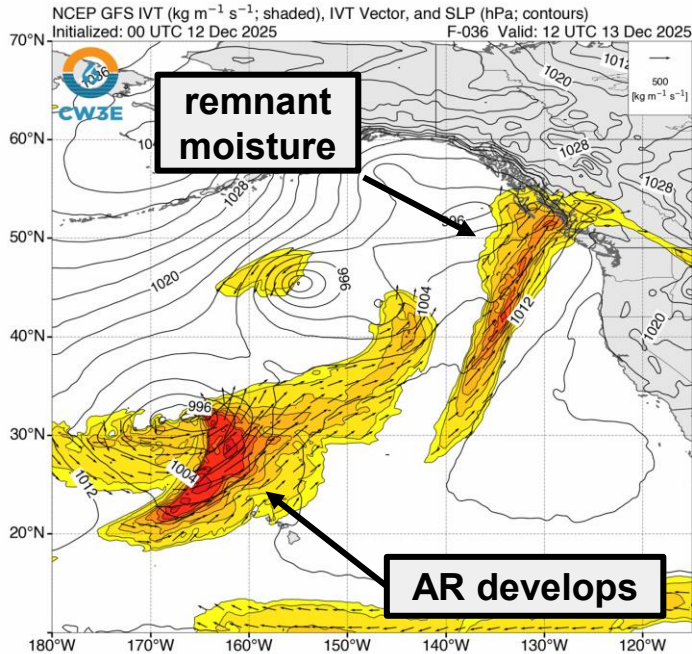 NCEP GFS IVT (kg m⁻¹ s⁻¹; shaded), IVT Vector, and SLP (hPa; contours)
Initialized: 00 UTC 12 Dec 2025 F-036 Valid: 12 UTC 13 Dec 2025
70°N
1036
CW3E
remnant
moisture
1020
1012
500
[kg m⁻¹ s⁻¹]
60°N
1028
1028
1028
50°N
996
1020
996
1004
1012
40°N
1020
996
30°N
1004
1012
20°N
AR develops
180°W 170°W 160°W 150°W 140°W 130°W 120°W